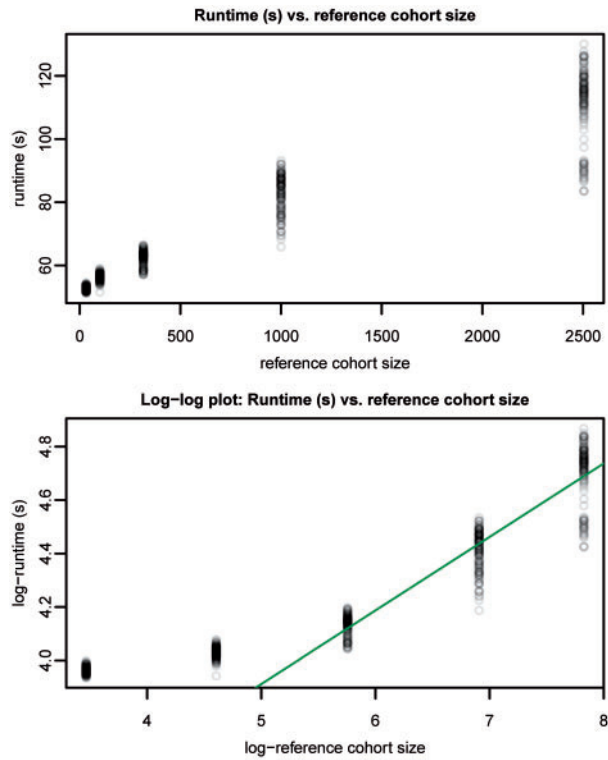 Runtime (s) vs. reference cohort size
120
100
80
60
runtime (s)
0 500 1000 1500 2000 2500
reference cohort size
Log−log plot: Runtime (s) vs. reference cohort size
4.8
4.6
4.4
4.2
4.0
log−runtime (s)
4 5 6 7 8
log−reference cohort size